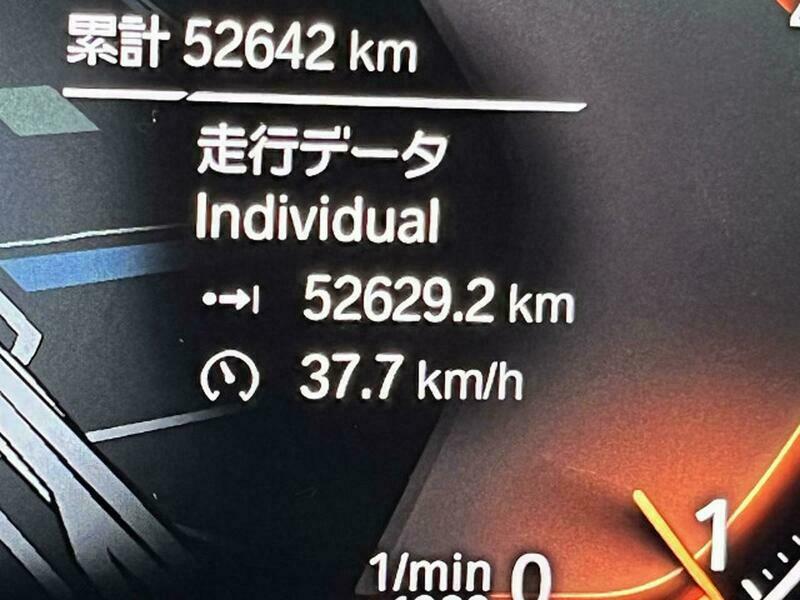 累計 52642 km
走行データ
Individual
52629.2 km
37.7 km/h
1/min 0
1